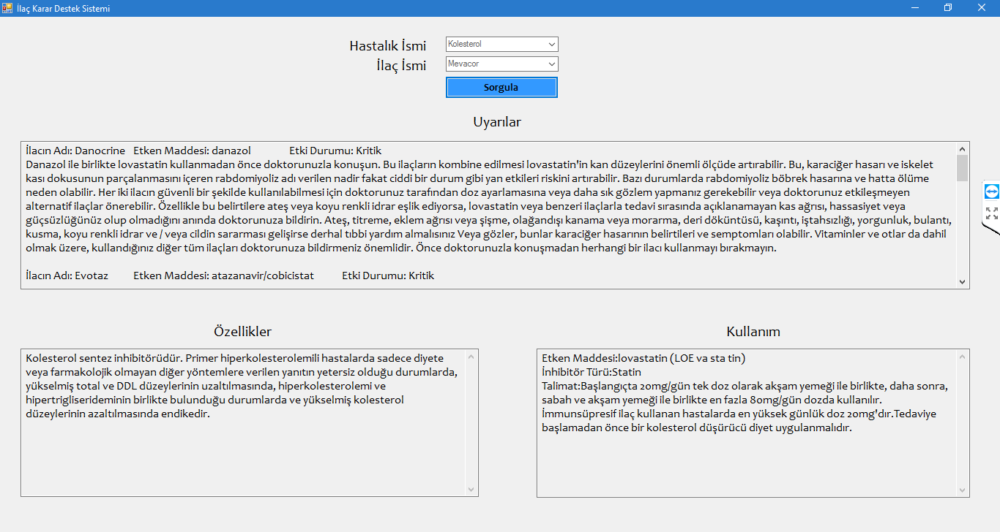 İlaç Karar Destek Sistemi
Hastalık İsmi
Kolesterol
İlaç İsmi
Mevacor
Sorgula
Uyarılar
İlacın Adı: Danocrine Etken Maddesi: danazol Etki Durumu: Kritik
Danazol ile birlikte lovastatin kullanmadan önce doktorunuzla konuşun. Bu ilaçların kombine edilmesi lovastatin'in kan düzeylerini önemli ölçüde artırabilir. Bu, karaciğer hasarı ve iskelet
kası dokusunun parçalanmasını içeren rabdomiyoliz adı verilen nadir fakat ciddi bir durum gibi yan etkileri riskini artırabilir. Bazı durumlarda rabdomiyoliz böbrek hasarına ve hatta ölüme
neden olabilir. Her iki ilacın güvenli bir şekilde kullanılabilmesi için doktorunuz tarafından doz ayarlamasına veya daha sık gözlem yapmanız gerekebilir veya doktorunuz etkileşmeyen
alternatif ilaçlar önerebilir. Özellikle bu belirtilere ateş veya koyu renkli idrar eşlik ediyorsa, lovastatin veya benzeri ilaçlarla tedavi sırasında açıklanamayan kas ağrısı, hassasiyet veya
güçsüzlüğünüz olup olmadığını anında doktorunuza bildirin. Ateş, titreme, eklem ağrısı veya şişme, olağandışı kanama veya morarma, deri döküntüsü, kaşıntı, iştahsızlığı, yorgunluk, bulantı,
kusma, koyu renkli idrar ve / veya cildin sararması gelişirse derhal tıbbi yardım almalısınız Veya gözler, bunlar karaciğer hasarının belirtileri ve semptomları olabilir. Vitaminler ve otlar da dahil
olmak üzere, kullandığınız diğer tüm ilaçları doktorunuza bildirmeniz önemlidir. Önce doktorunuzla konuşmadan herhangi bir ilacı kullanmayı bırakmayın.
İlacın Adı: Evotaz Etken Maddesi: atazanavir/cobicistat Etki Durumu: Kritik
Özellikler
Kolesterol sentez inhibitörüdür. Primer hiperkolesterolemili hastalarda sadece diyete
veya farmakolojik olmayan diğer yöntemlere verilen yanıtın yetersiz olduğu durumlarda,
yükselmiş total ve DDL düzeylerinin uzaltılmasında, hiperkolesterolemi ve
hipertrigliserideminin birlikte bulunduğu durumlarda ve yükselmiş kolesterol
düzeylerinin azaltılmasında endikedir.
Kullanım
Etken Maddesi:lovastatin (LOE va sta tin)
İnhibitör Türü:Statin
Talimat:Başlangıçta 20mg/gün tek doz olarak akşam yemeği ile birlikte, daha sonra,
sabah ve akşam yemeği ile birlikte en fazla 80mg/gün dozda kullanılır.
İmmunsüpresif ilaç kullanan hastalarda en yüksek günlük doz 20mg'dır.Tedaviye
başlamadan önce bir kolesterol düşürücü diyet uygulanmalıdır.